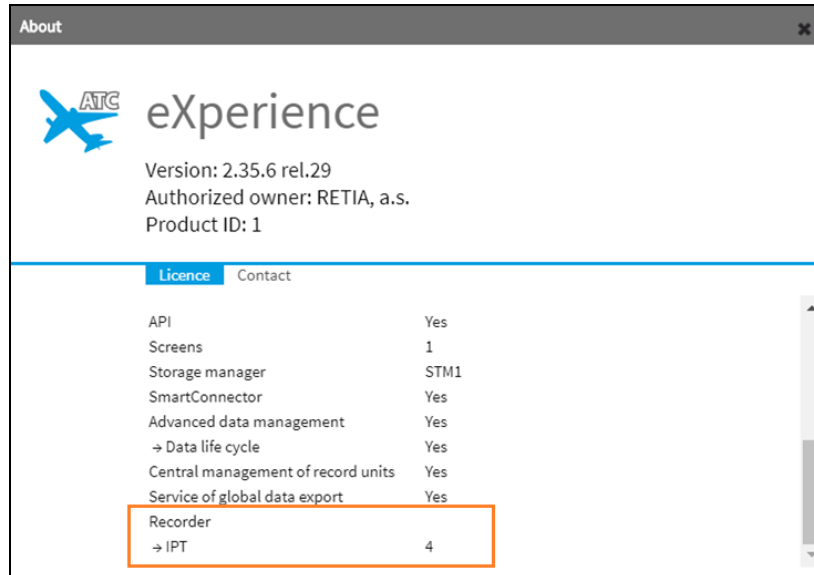 About
ATC
eXperience
Version: 2.35.6 rel.29
Authorized owner: RETIA, a.s.
Product ID: 1
Licence Contact
API Yes
Screens 1
Storage manager STM1
SmartConnector Yes
Advanced data management Yes
→ Data life cycle Yes
Central management of record units Yes
Service of global data export Yes
Recorder
→ IPT 4